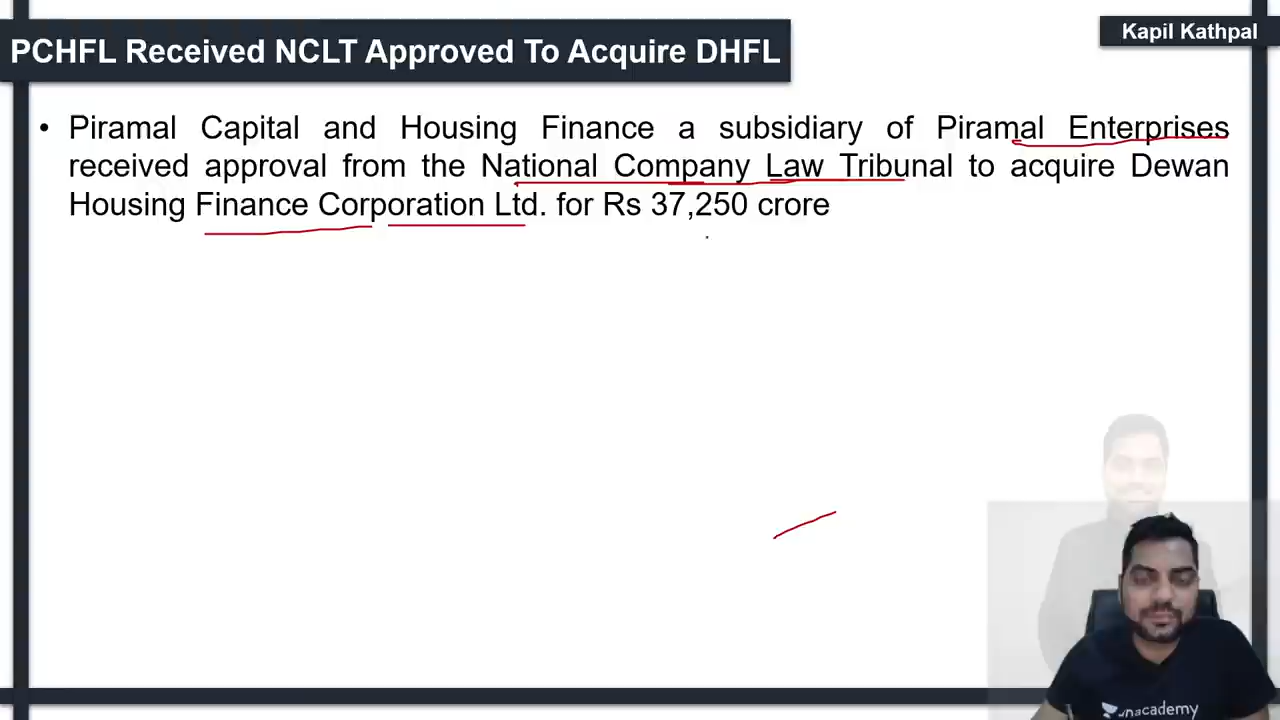 PCHFL Received NCLT Approved To Acquire DHFL
Kapil Kathpal
• Piramal Capital and Housing Finance a subsidiary of Piramal Enterprises
received approval from the National Company Law Tribunal to acquire Dewan
Housing Finance Corporation Ltd. for Rs 37,250 crore
unacademy